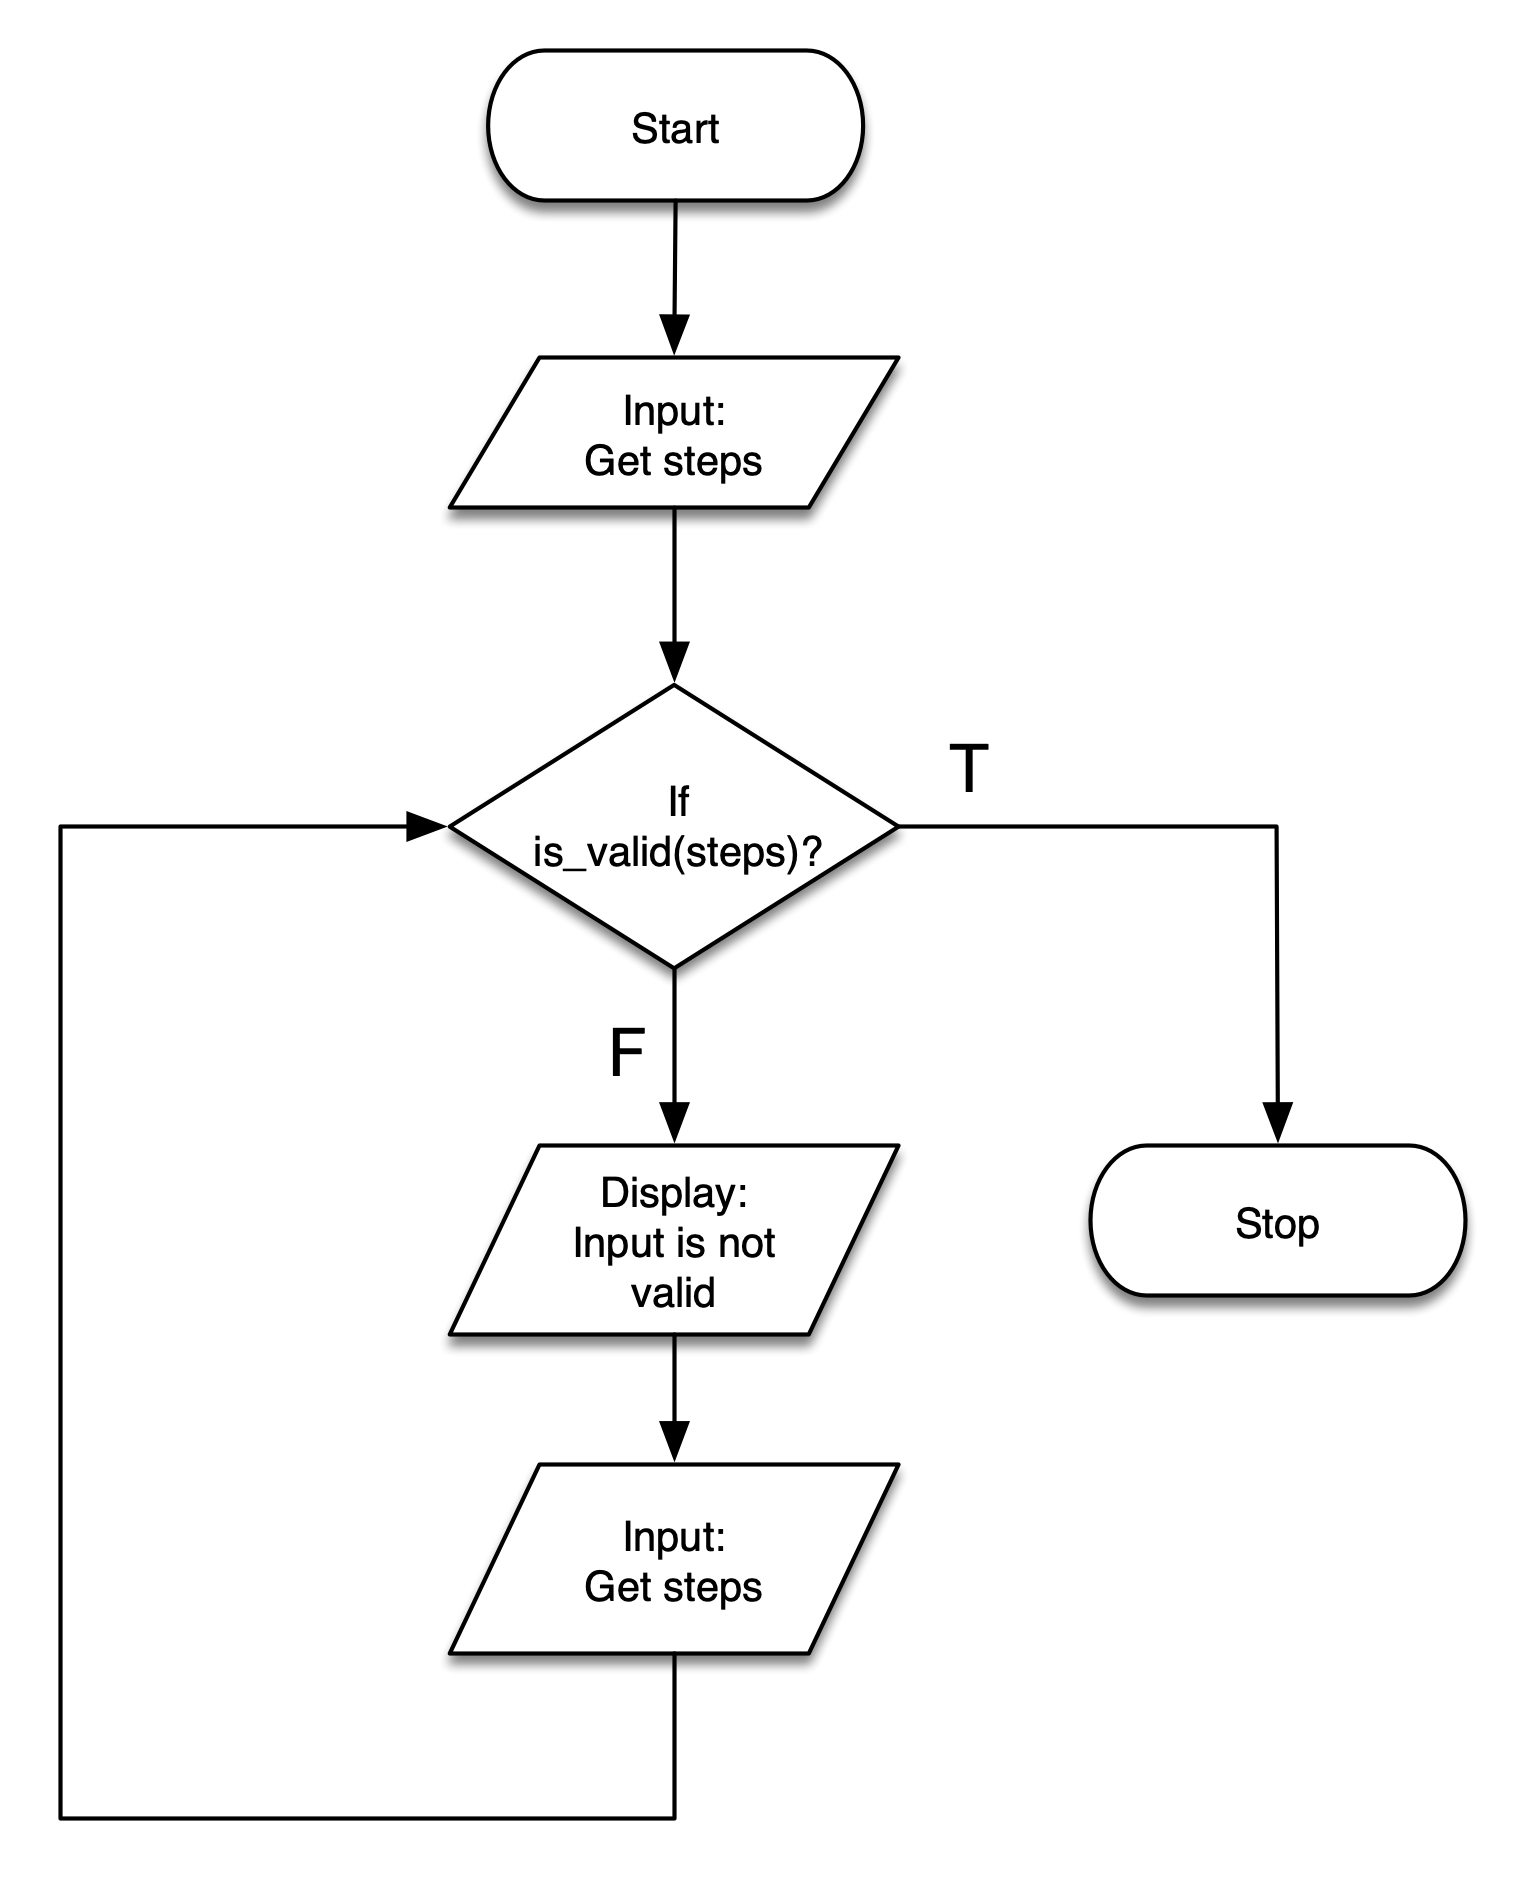 Start
Input:
Get steps
If
is_valid(steps)?
T
F
Display:
Input is not
valid
Stop
Input:
Get steps